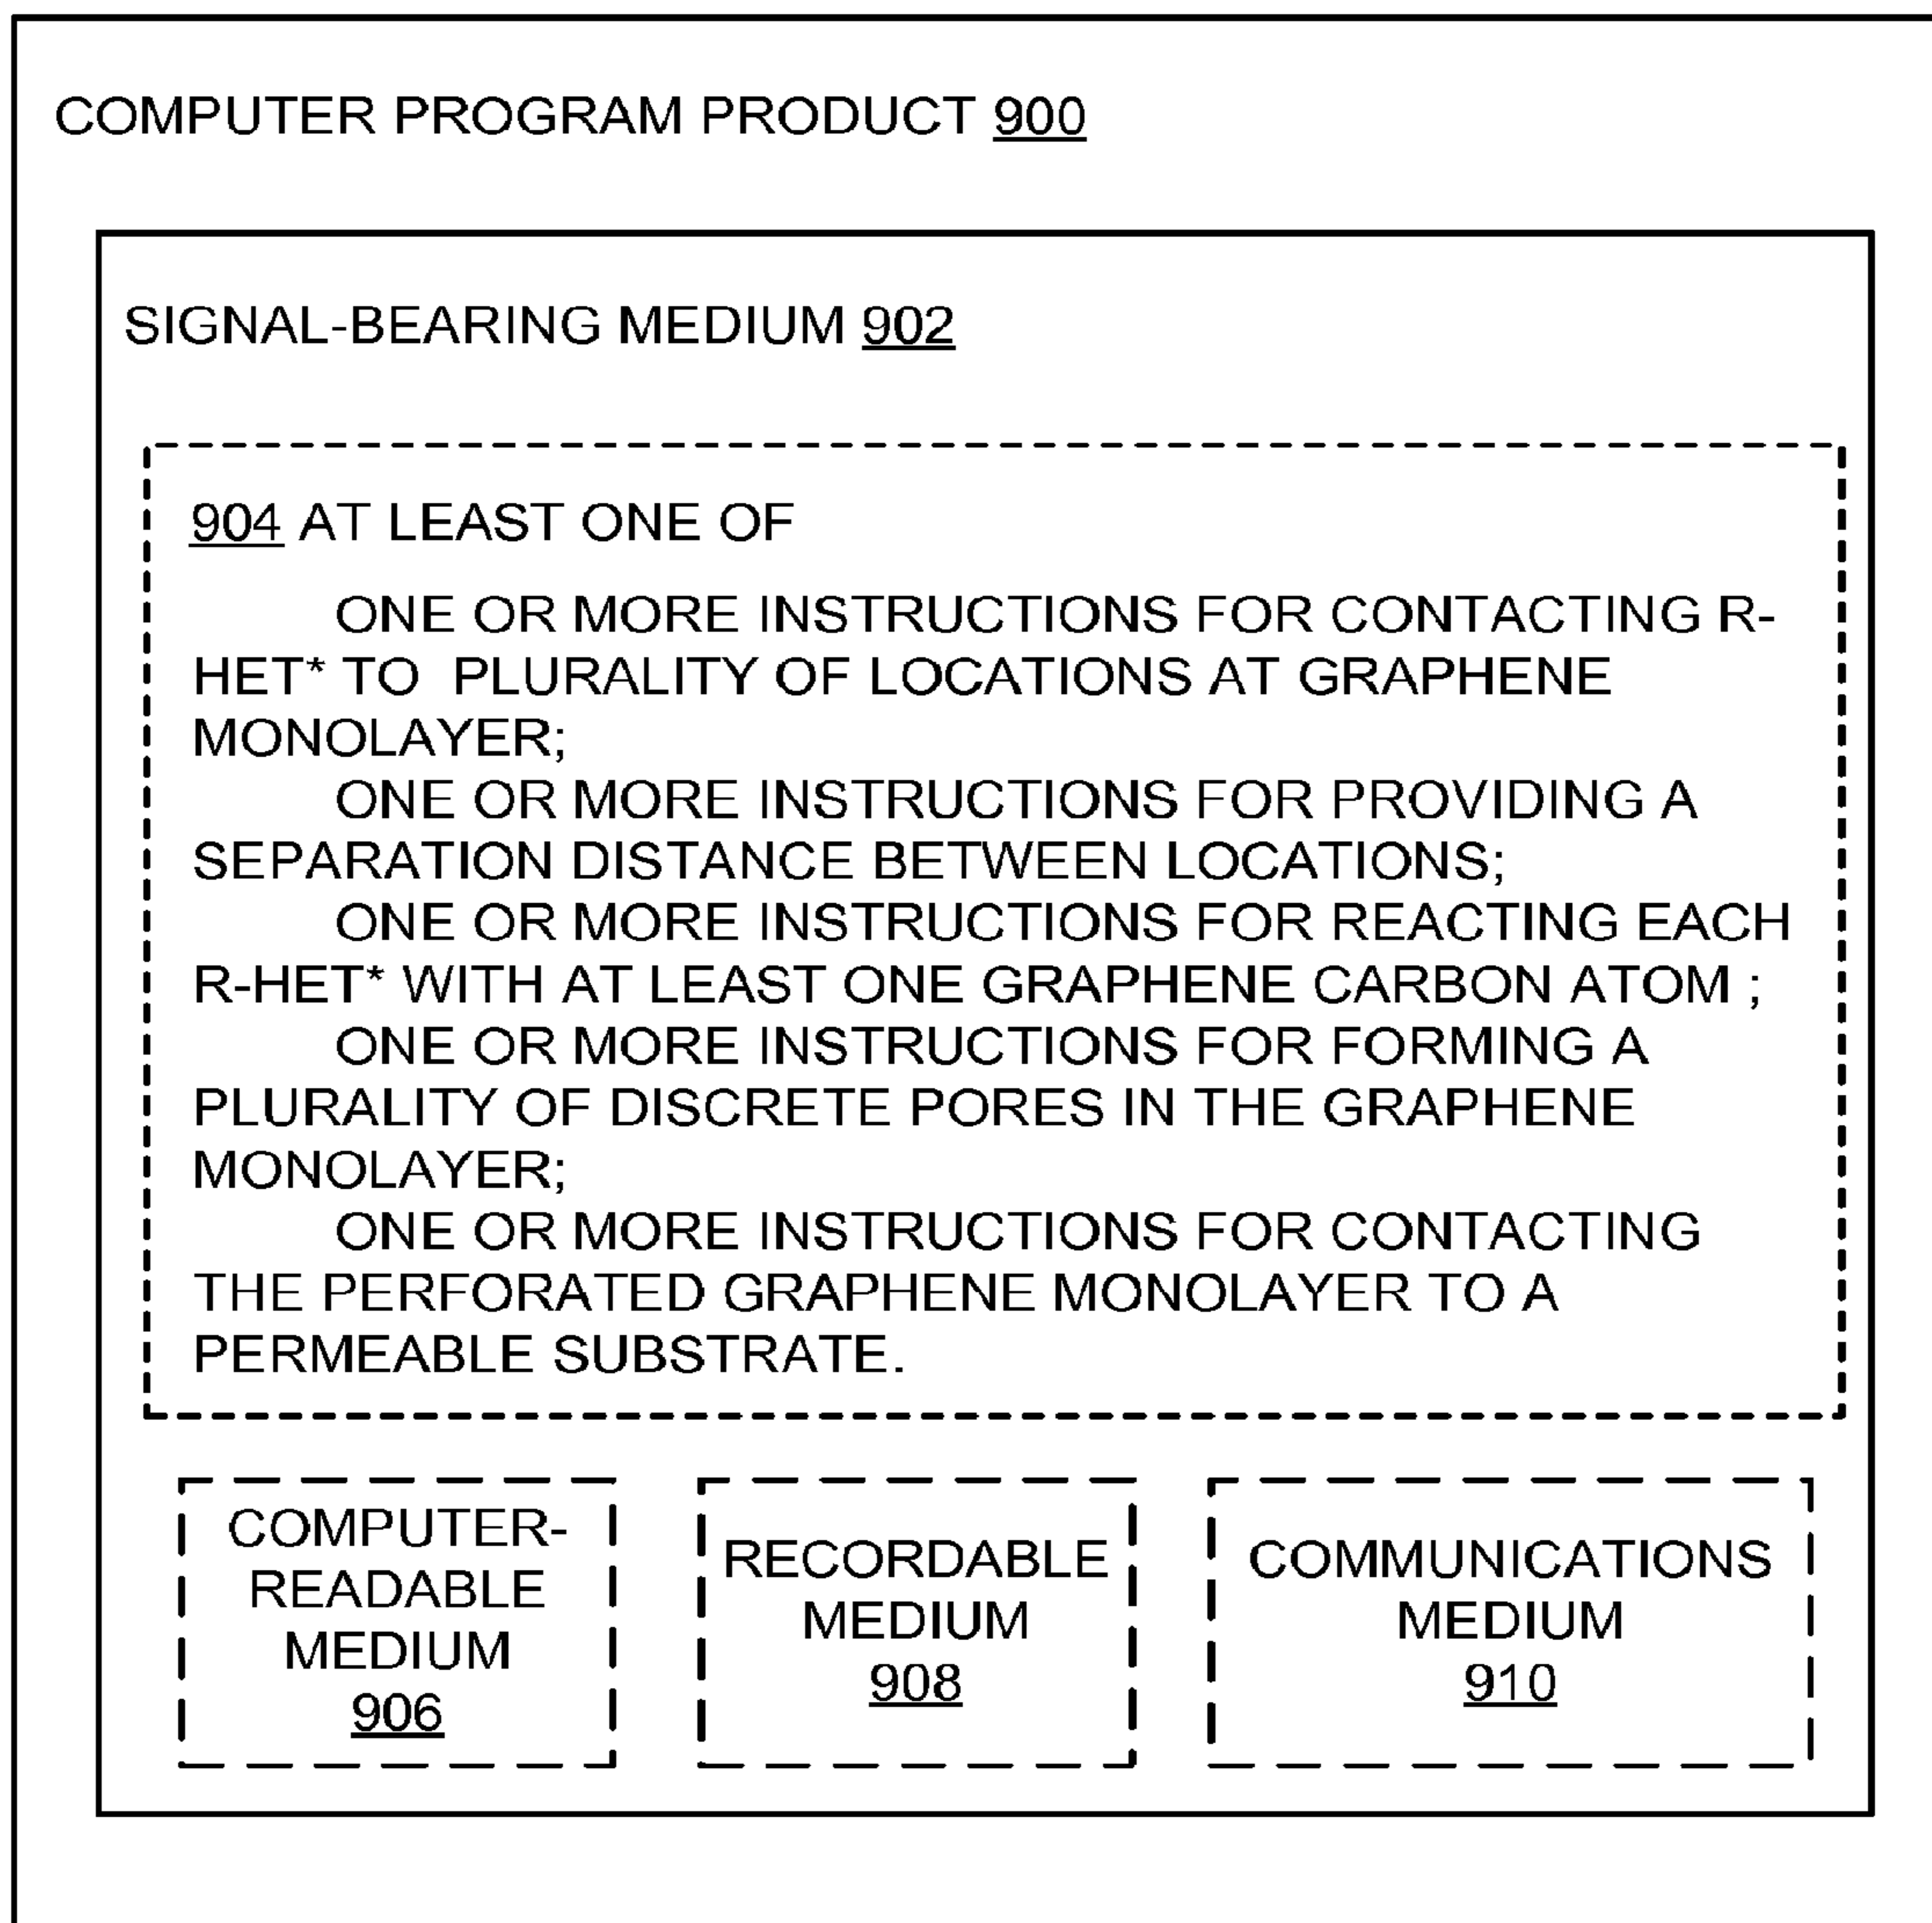 COMPUTER PROGRAM PRODUCT 900
SIGNAL-BEARING MEDIUM 902
904 AT LEAST ONE OF
ONE OR MORE INSTRUCTIONS FOR CONTACTING R-
HET* TO PLURALITY OF LOCATIONS AT GRAPHENE
MONOLAYER;
ONE OR MORE INSTRUCTIONS FOR PROVIDING A
SEPARATION DISTANCE BETWEEN LOCATIONS;
ONE OR MORE INSTRUCTIONS FOR REACTING EACH
R-HET* WITH AT LEAST ONE GRAPHENE CARBON ATOM ;
ONE OR MORE INSTRUCTIONS FOR FORMING A
PLURALITY OF DISCRETE PORES IN THE GRAPHENE
MONOLAYER;
ONE OR MORE INSTRUCTIONS FOR CONTACTING
THE PERFORATED GRAPHENE MONOLAYER TO A
PERMEABLE SUBSTRATE.
COMPUTER-
READABLE
MEDIUM
906
RECORDABLE
MEDIUM
908
COMMUNICATIONS
MEDIUM
910